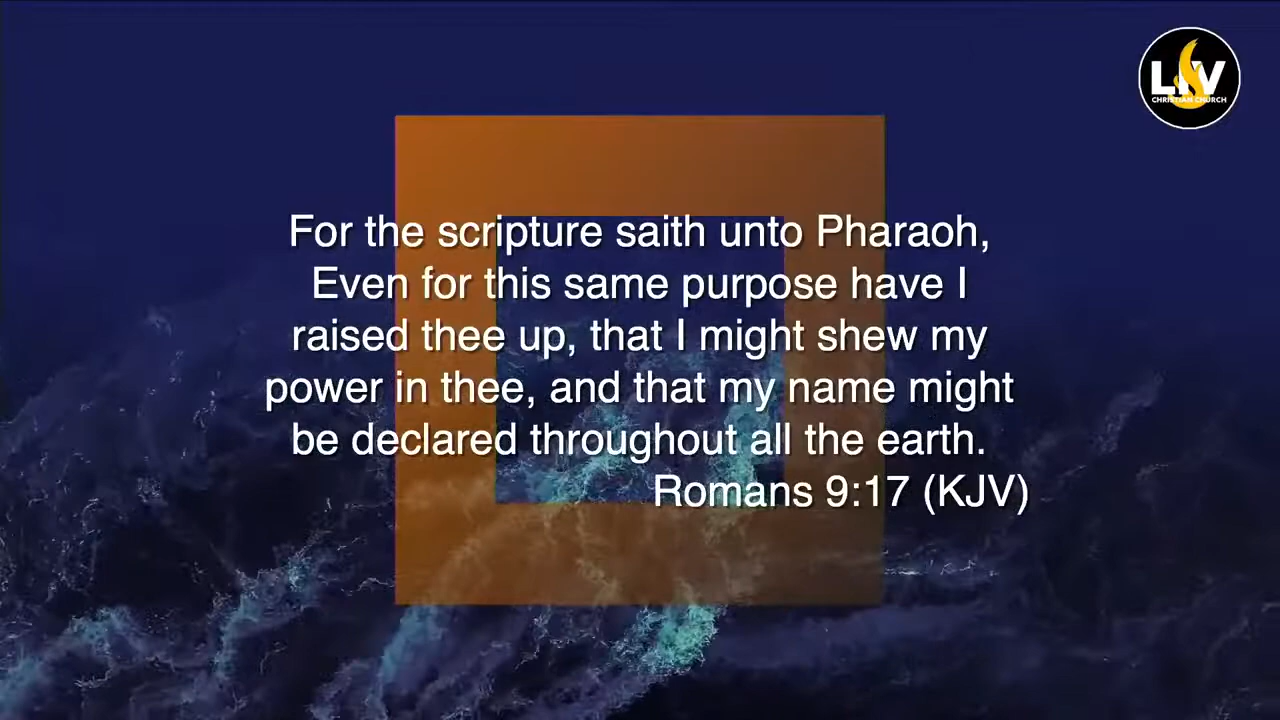 LIV
CHRISTIAN CHURCH
For the scripture saith unto Pharaoh,
Even for this same purpose have I
raised thee up, that I might shew my
power in thee, and that my name might
be declared throughout all the earth.
Romans 9:17 (KJV)